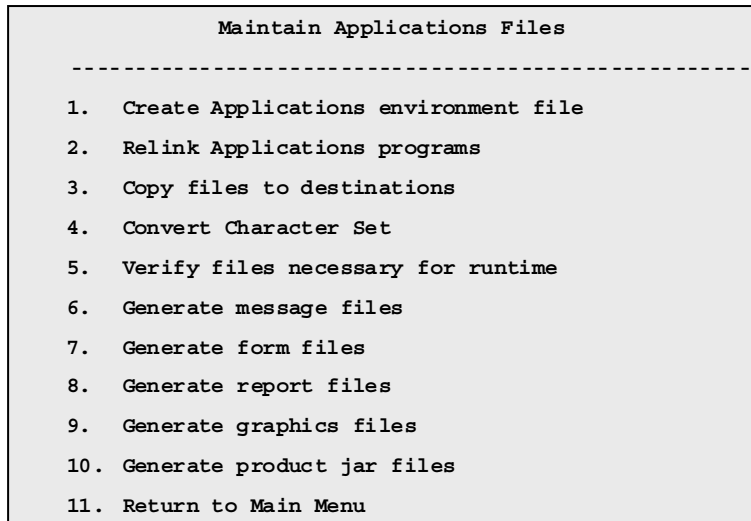 Maintain Applications Files
----------------------------------------------------
1. Create Applications environment file
2. Relink Applications programs
3. Copy files to destinations
4. Convert Character Set
5. Verify files necessary for runtime
6. Generate message files
7. Generate form files
8. Generate report files
9. Generate graphics files
10. Generate product jar files
11. Return to Main Menu